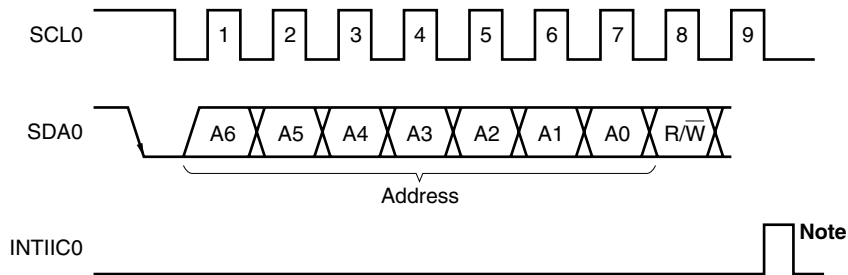 SCL0 1 2 3 4 5 6 7 8 9
SDA0 A6 A5 A4 A3 A2 A1 A0 R/W̅
Address
INTIIC0 Note